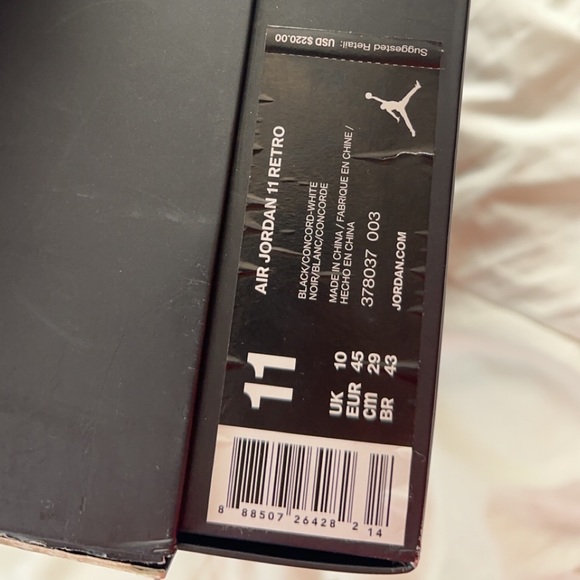 Suggested Retail: USD $220.00
AIR JORDAN 11 RETRO
BLACK/CONCORD-WHITE
NOIR/BLANC/CONCORDE
MADE IN CHINA / FABRIQUE EN CHINE /
HECHO EN CHINA
378037 003
JORDAN.COM
11
UK 10
EUR 45
cm 29
BR 43
8 88507 26428 2 14